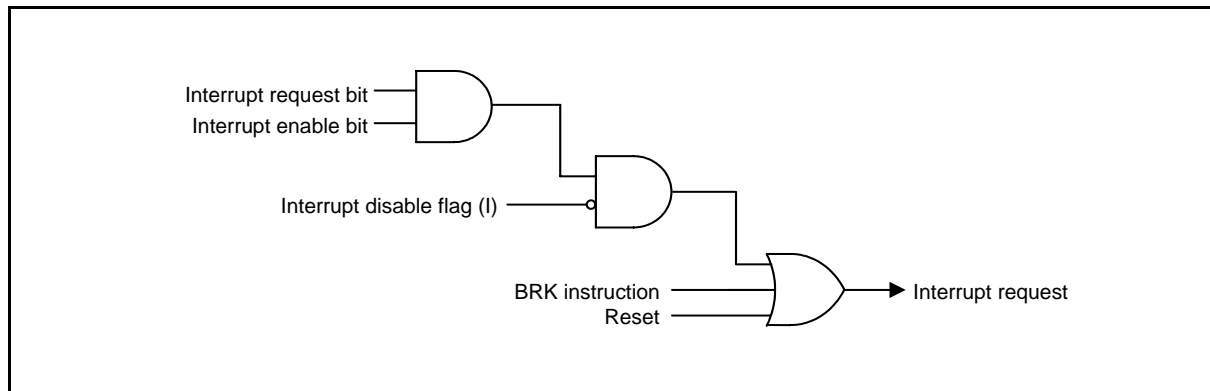 Interrupt request bit
Interrupt enable bit
Interrupt disable flag (I)
BRK instruction
Reset
Interrupt request